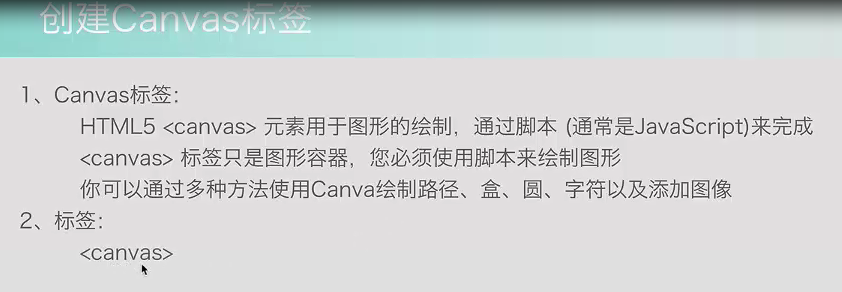 创建Canvas标签
1、Canvas标签:
HTML5 <canvas> 元素用于图形的绘制，通过脚本 (通常是JavaScript)来完成
<canvas> 标签只是图形容器，您必须使用脚本来绘制图形
你可以通过多种方法使用Canva绘制路径、盒、圆、字符以及添加图像
2、标签:
<canvas>